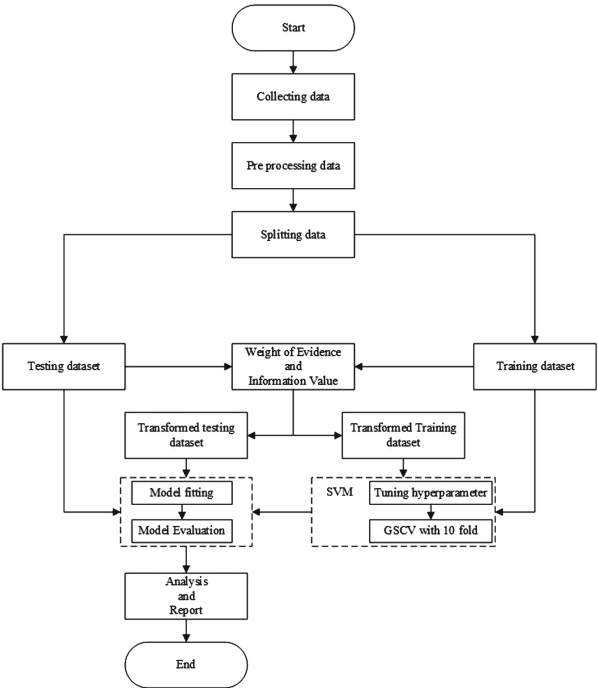 Start
Collecting data
Pre processing data
Splitting data
Testing dataset
Weight of Evidence
and
Information Value
Training dataset
Transformed testing
dataset
Transformed Training
dataset
Model fitting
SVM
Tuning hyperparameter
Model Evaluation
GSCV with 10 fold
Analysis
and
Report
End